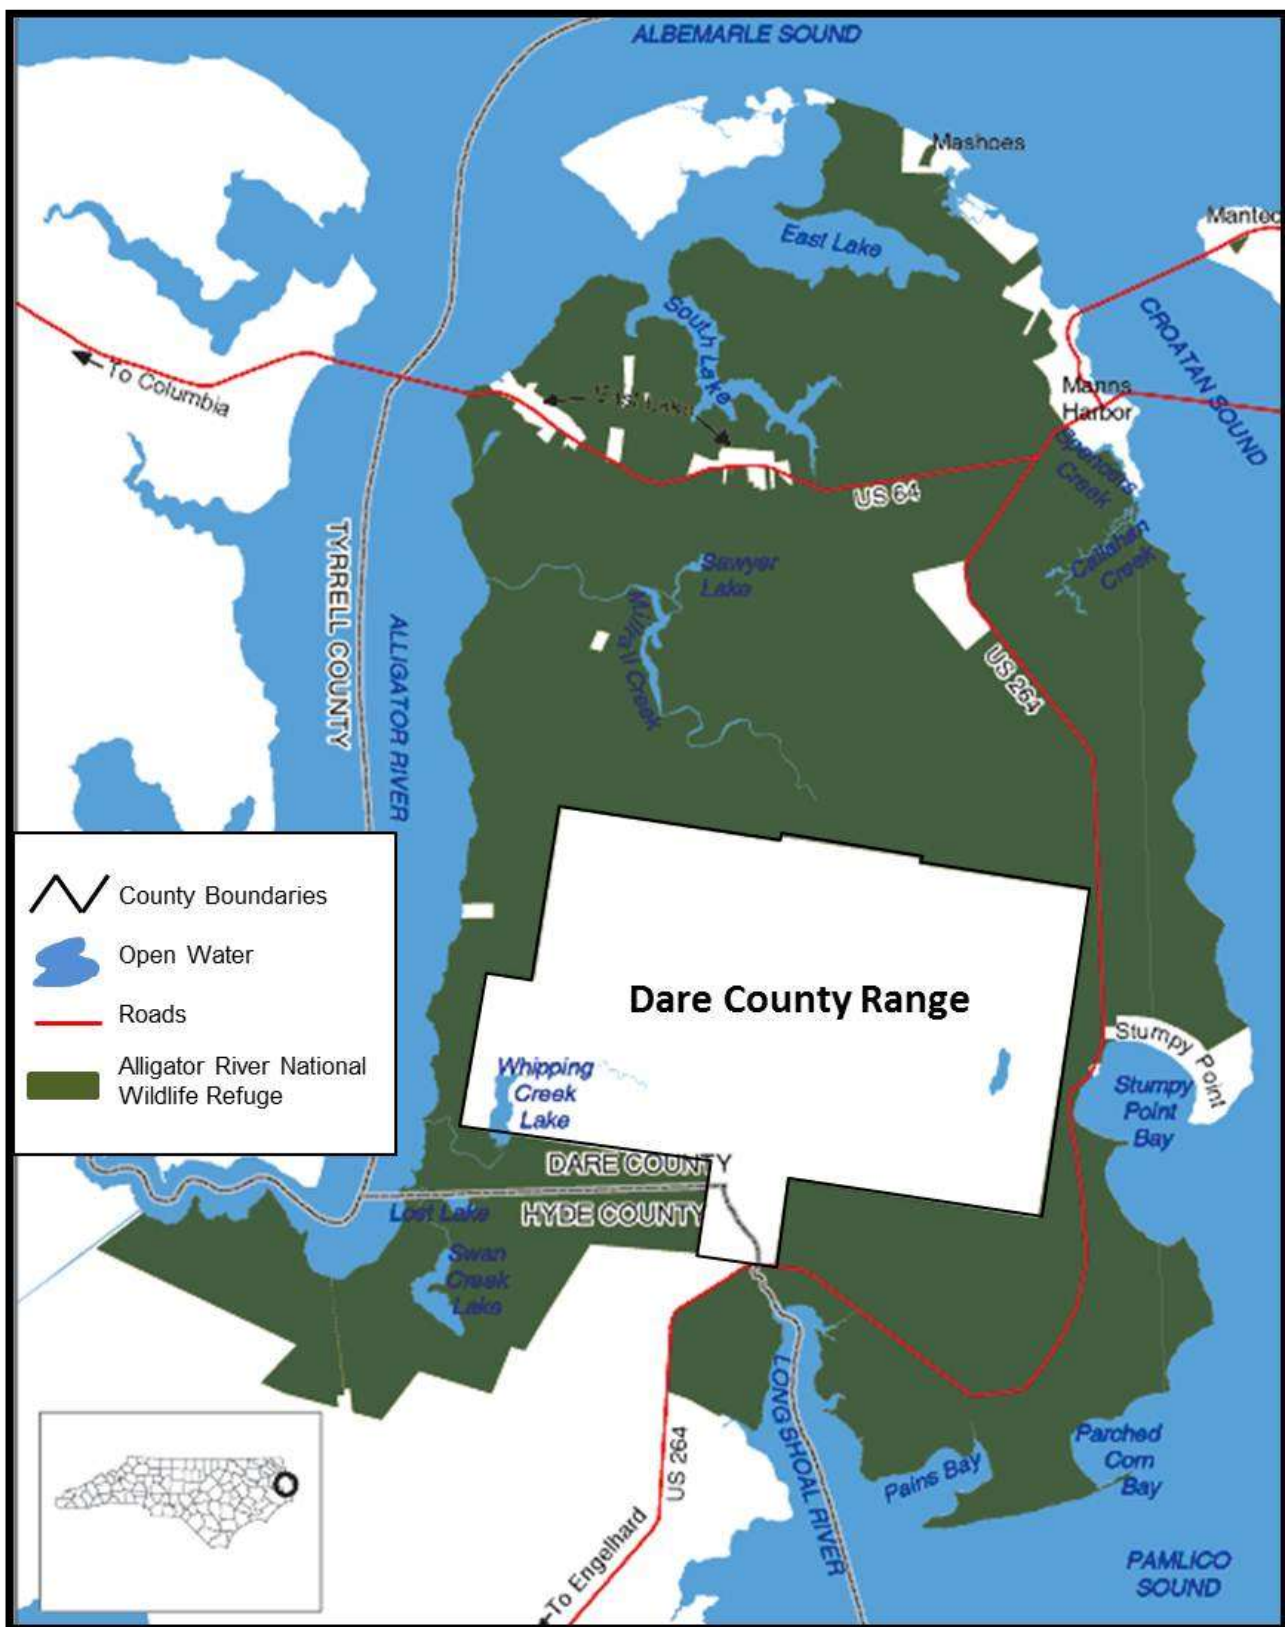 ALBEMARLE SOUND
Mashoes
Manteo
East Lake
CROATAN SOUND
South Lake
To Columbia
East Lake
Manns
Harbor
Spencers
Creek
US 64
Callahan
Creek
Sawyer
Lake
Milltail Creek
TYRRELL COUNTY
ALLIGATOR RIVER
US 264
County Boundaries
Open Water
Roads
Alligator River National
Wildlife Refuge
Dare County Range
Whipping
Creek
Lake
Stumpy Point
Stumpy
Point
Bay
DARE COUNTY
HYDE COUNTY
Lost Lake
Swan
Creek
Lake
LONG SHOAL RIVER
US 264
Pains Bay
Parched
Corn
Bay
To Engelhard
PAMLICO
SOUND